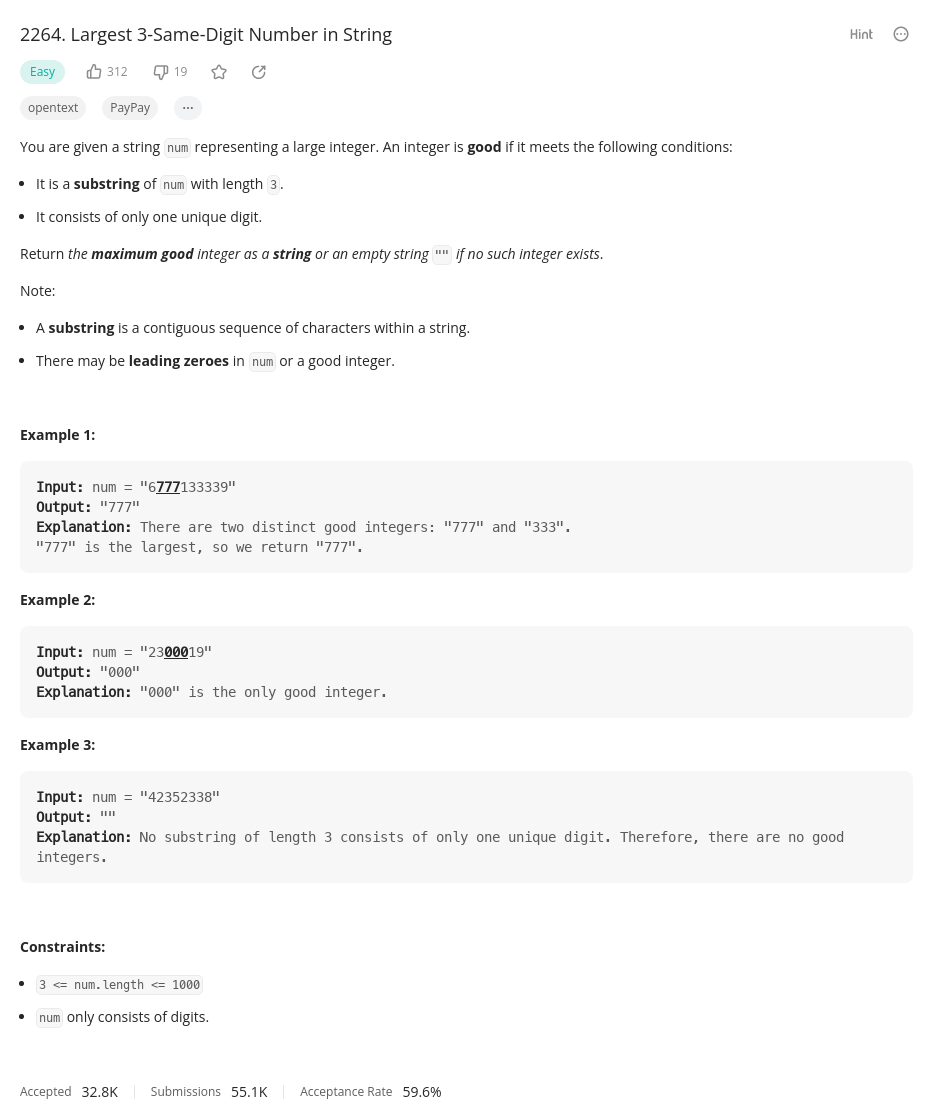 2264. Largest 3-Same-Digit Number in String
Hint
Easy 312 19
opentext PayPay ...
You are given a string num representing a large integer. An integer is good if it meets the following conditions:
It is a substring of num with length 3.
It consists of only one unique digit.
Return the maximum good integer as a string or an empty string "" if no such integer exists.
Note:
A substring is a contiguous sequence of characters within a string.
There may be leading zeroes in num or a good integer.
Example 1:
Input: num = "6777133339"
Output: "777"
Explanation: There are two distinct good integers: "777" and "333".
"777" is the largest, so we return "777".
Example 2:
Input: num = "2300019"
Output: "000"
Explanation: "000" is the only good integer.
Example 3:
Input: num = "42352338"
Output: ""
Explanation: No substring of length 3 consists of only one unique digit. Therefore, there are no good
integers.
Constraints:
3 <= num.length <= 1000
num only consists of digits.
Accepted 32.8K Submissions 55.1K Acceptance Rate 59.6%